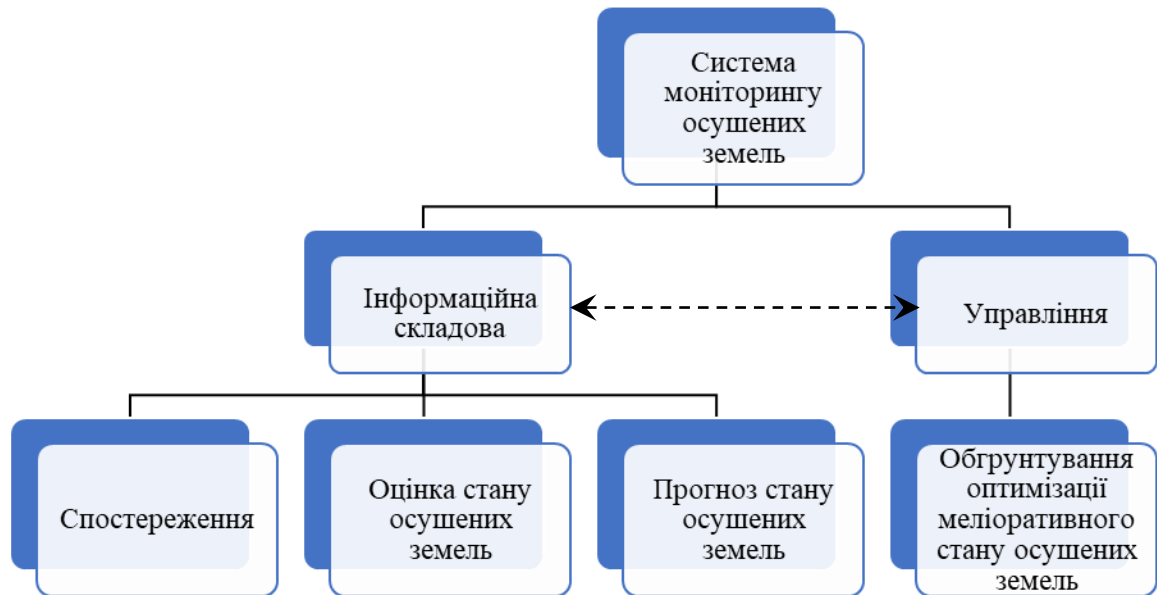 Система
моніторингу
осушених
земель
Інформаційна
складова
Управління
Спостереження
Оцінка стану
осушених
земель
Прогноз стану
осушених
земель
Обгрунтування
оптимізації
меліоративного
стану осушених
земель